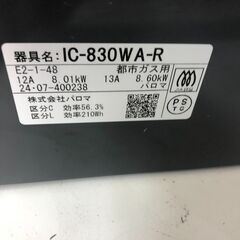 器具名: IC-830WA-R
E2-1-48 都市ガス用
12A 8.01kW 13A 8.60kW
24.07-400238 パロマ
株式会社パロマ
区分C 効率56.3%
区分L 効率210Wh
PS
TG